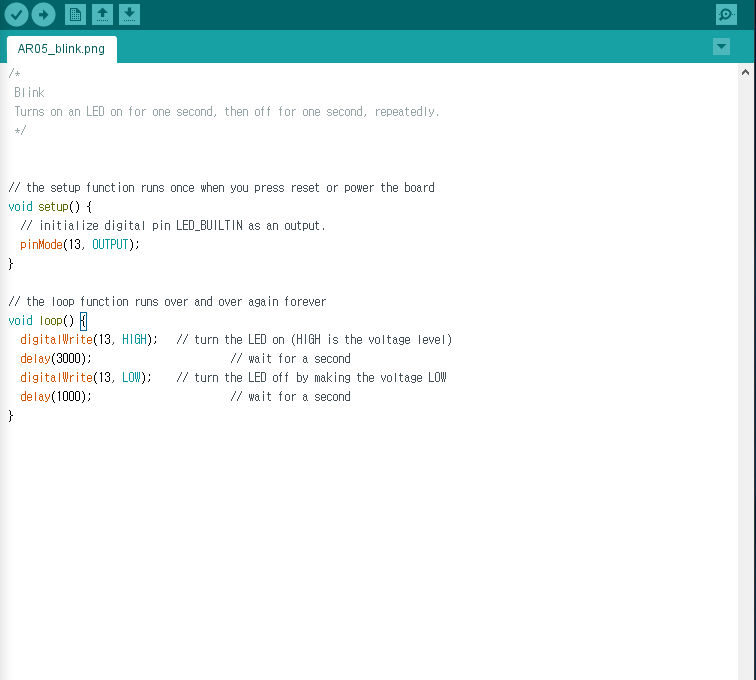 AR05_blink.png
/*
 Blink
 Turns on an LED on for one second, then off for one second, repeatedly.
 */
// the setup function runs once when you press reset or power the board
void setup() {
  // initialize digital pin LED_BUILTIN as an output.
  pinMode(13, OUTPUT);
}
// the loop function runs over and over again forever
void loop() {
  digitalWrite(13, HIGH);   // turn the LED on (HIGH is the voltage level)
  delay(3000);                       // wait for a second
  digitalWrite(13, LOW);    // turn the LED off by making the voltage LOW
  delay(1000);                       // wait for a second
}